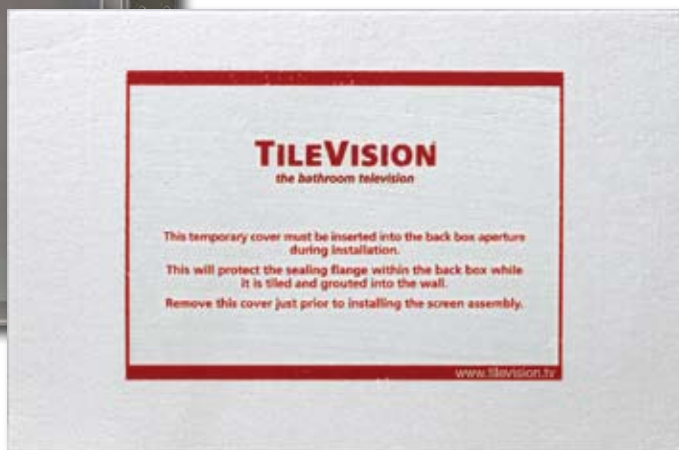 TILEVISION
the bathroom television
This temporary cover must be inserted into the back box aperture
during installation.
This will protect the sealing flange within the back box while
it is tiled and grouted into the wall.
Remove this cover just prior to installing the screen assembly.
www.tilevision.tv